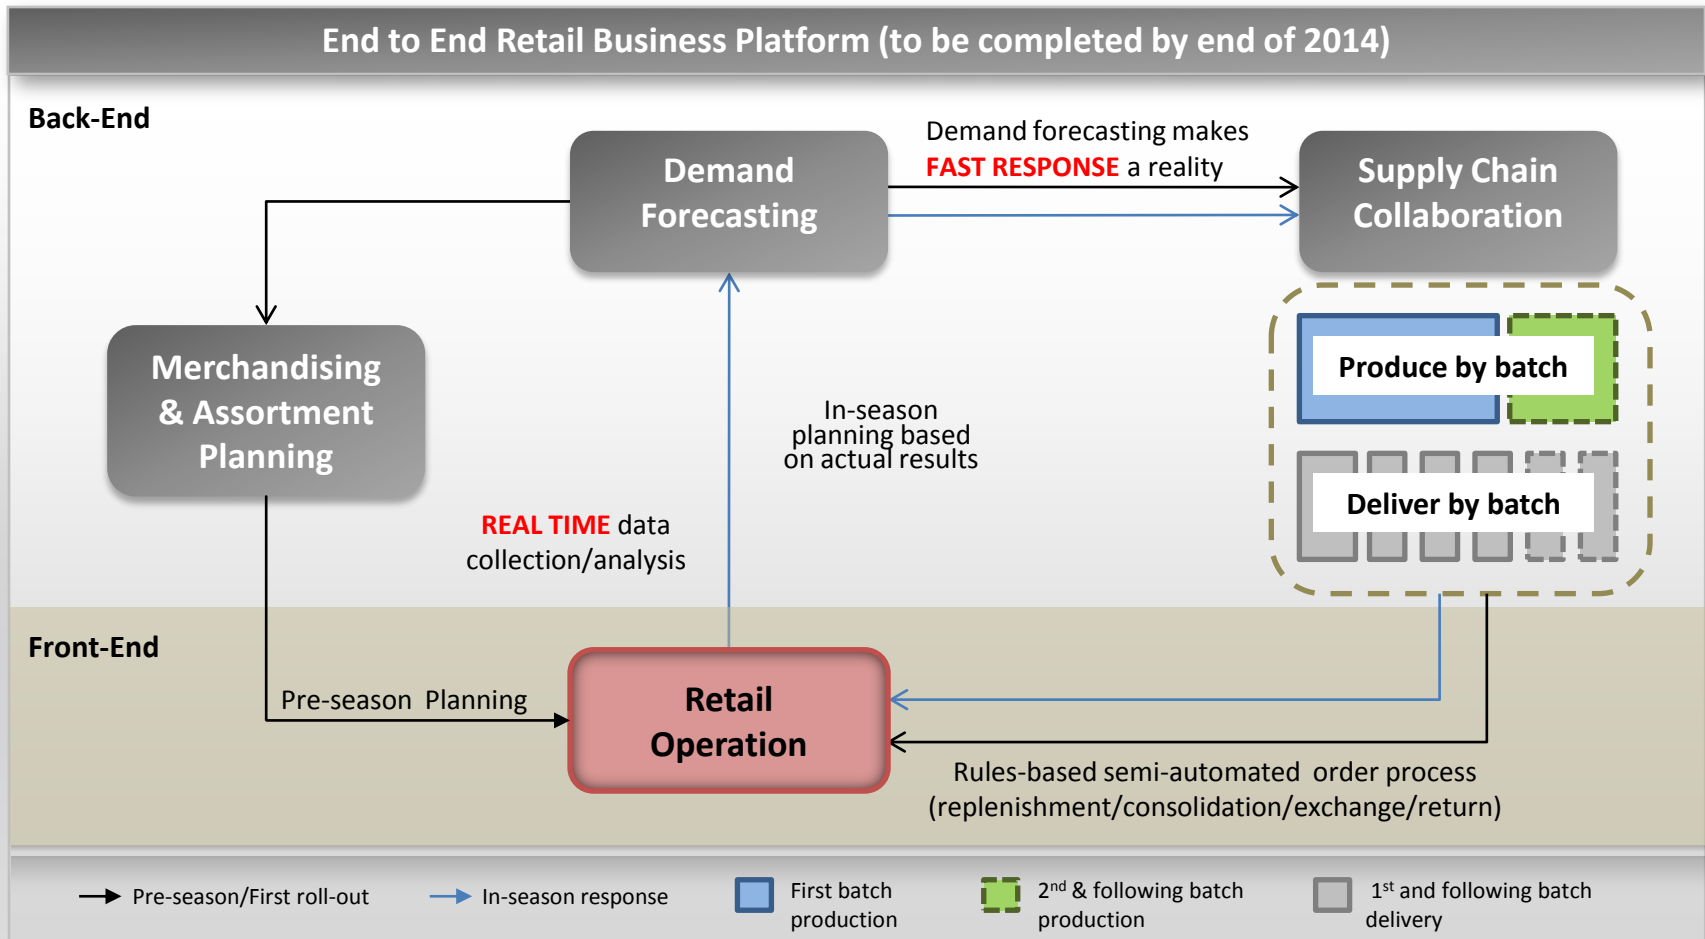 End to End Retail Business Platform (to be completed by end of 2014)
Back-End
Demand
Forecasting
Demand forecasting makes
FAST RESPONSE a reality
Supply Chain
Collaboration
Merchandising
& Assortment
Planning
In-season
planning based
on actual results
Produce by batch
Deliver by batch
REAL TIME data
collection/analysis
Front-End
Pre-season Planning
Retail
Operation
Rules-based semi-automated order process
(replenishment/consolidation/exchange/return)
Pre-season/First roll-out
In-season response
First batch
production
2nd & following batch
production
1st and following batch
delivery